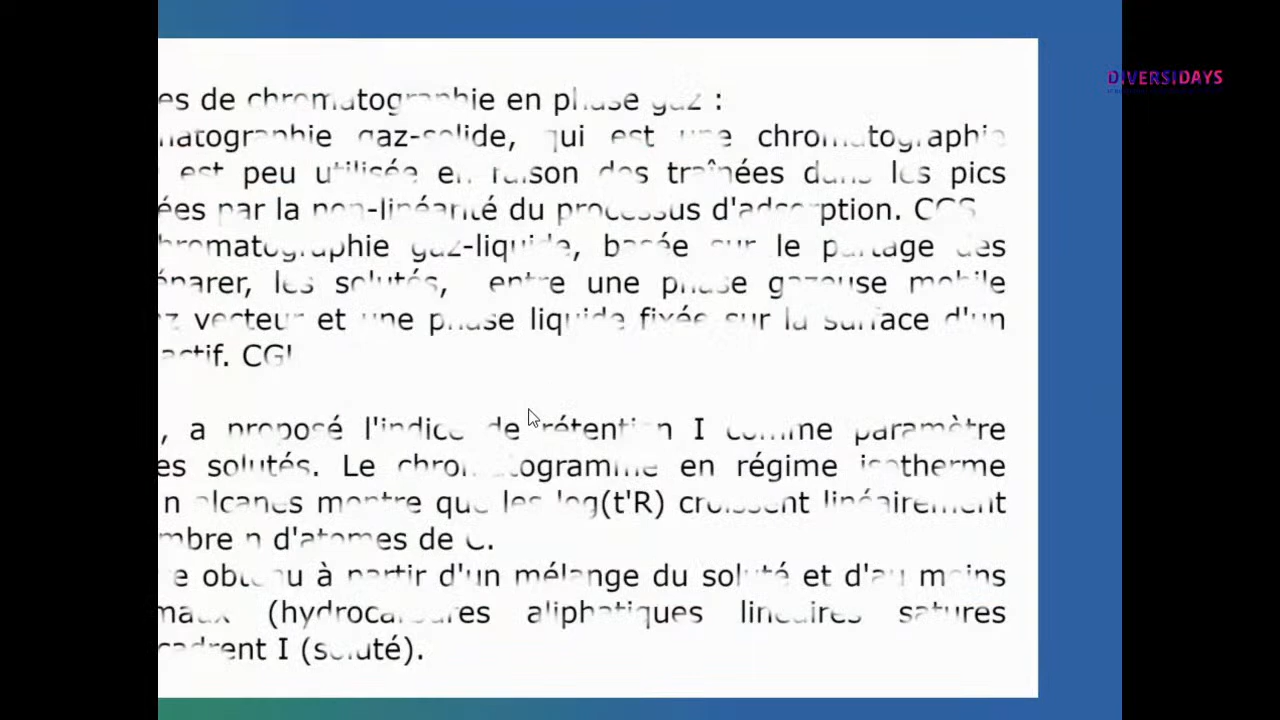 es de chromatographie en phase gaz :
DIVERSIDAYS
matographie gaz-solide, qui est une chromatographie
est peu utilisée en raison des traînées dans les pics
ées par la non-linéarité du processus d'adsorption. CGS
hromatographie gaz-liquide, basée sur le partage des
éparer, les solutés, entre une phase gazeuse mobile
az vecteur et une phase liquide fixée sur la surface d'un
actif. CGL
, a proposé l'indice de rétention I comme paramètre
es solutés. Le chromatogramme en régime isotherme
n alcanes montre que les log(t'R) croissent linéairement
mbre n d'atomes de C.
e obtenu à partir d'un mélange du soluté et d'au moins
maux (hydrocarbures aliphatiques linéaires saturés
cadrent I (soluté).